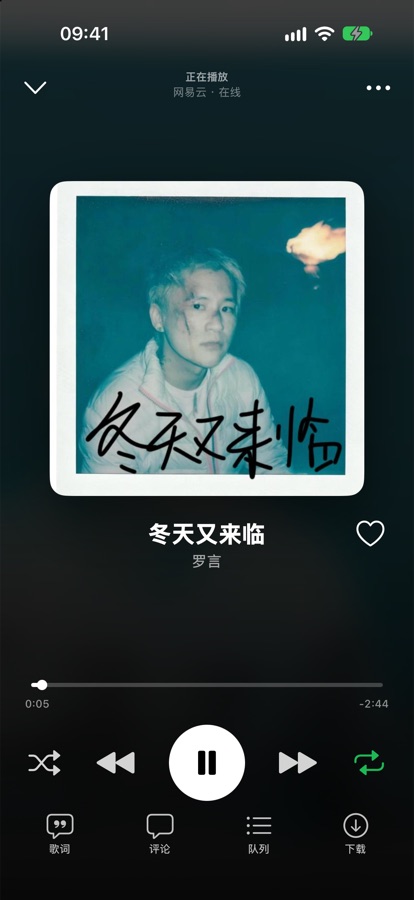 09:41
正在播放
网易云 · 在线
冬天又来临
冬天又来临
罗言
0:05
-2:44
歌词
评论
队列
下载